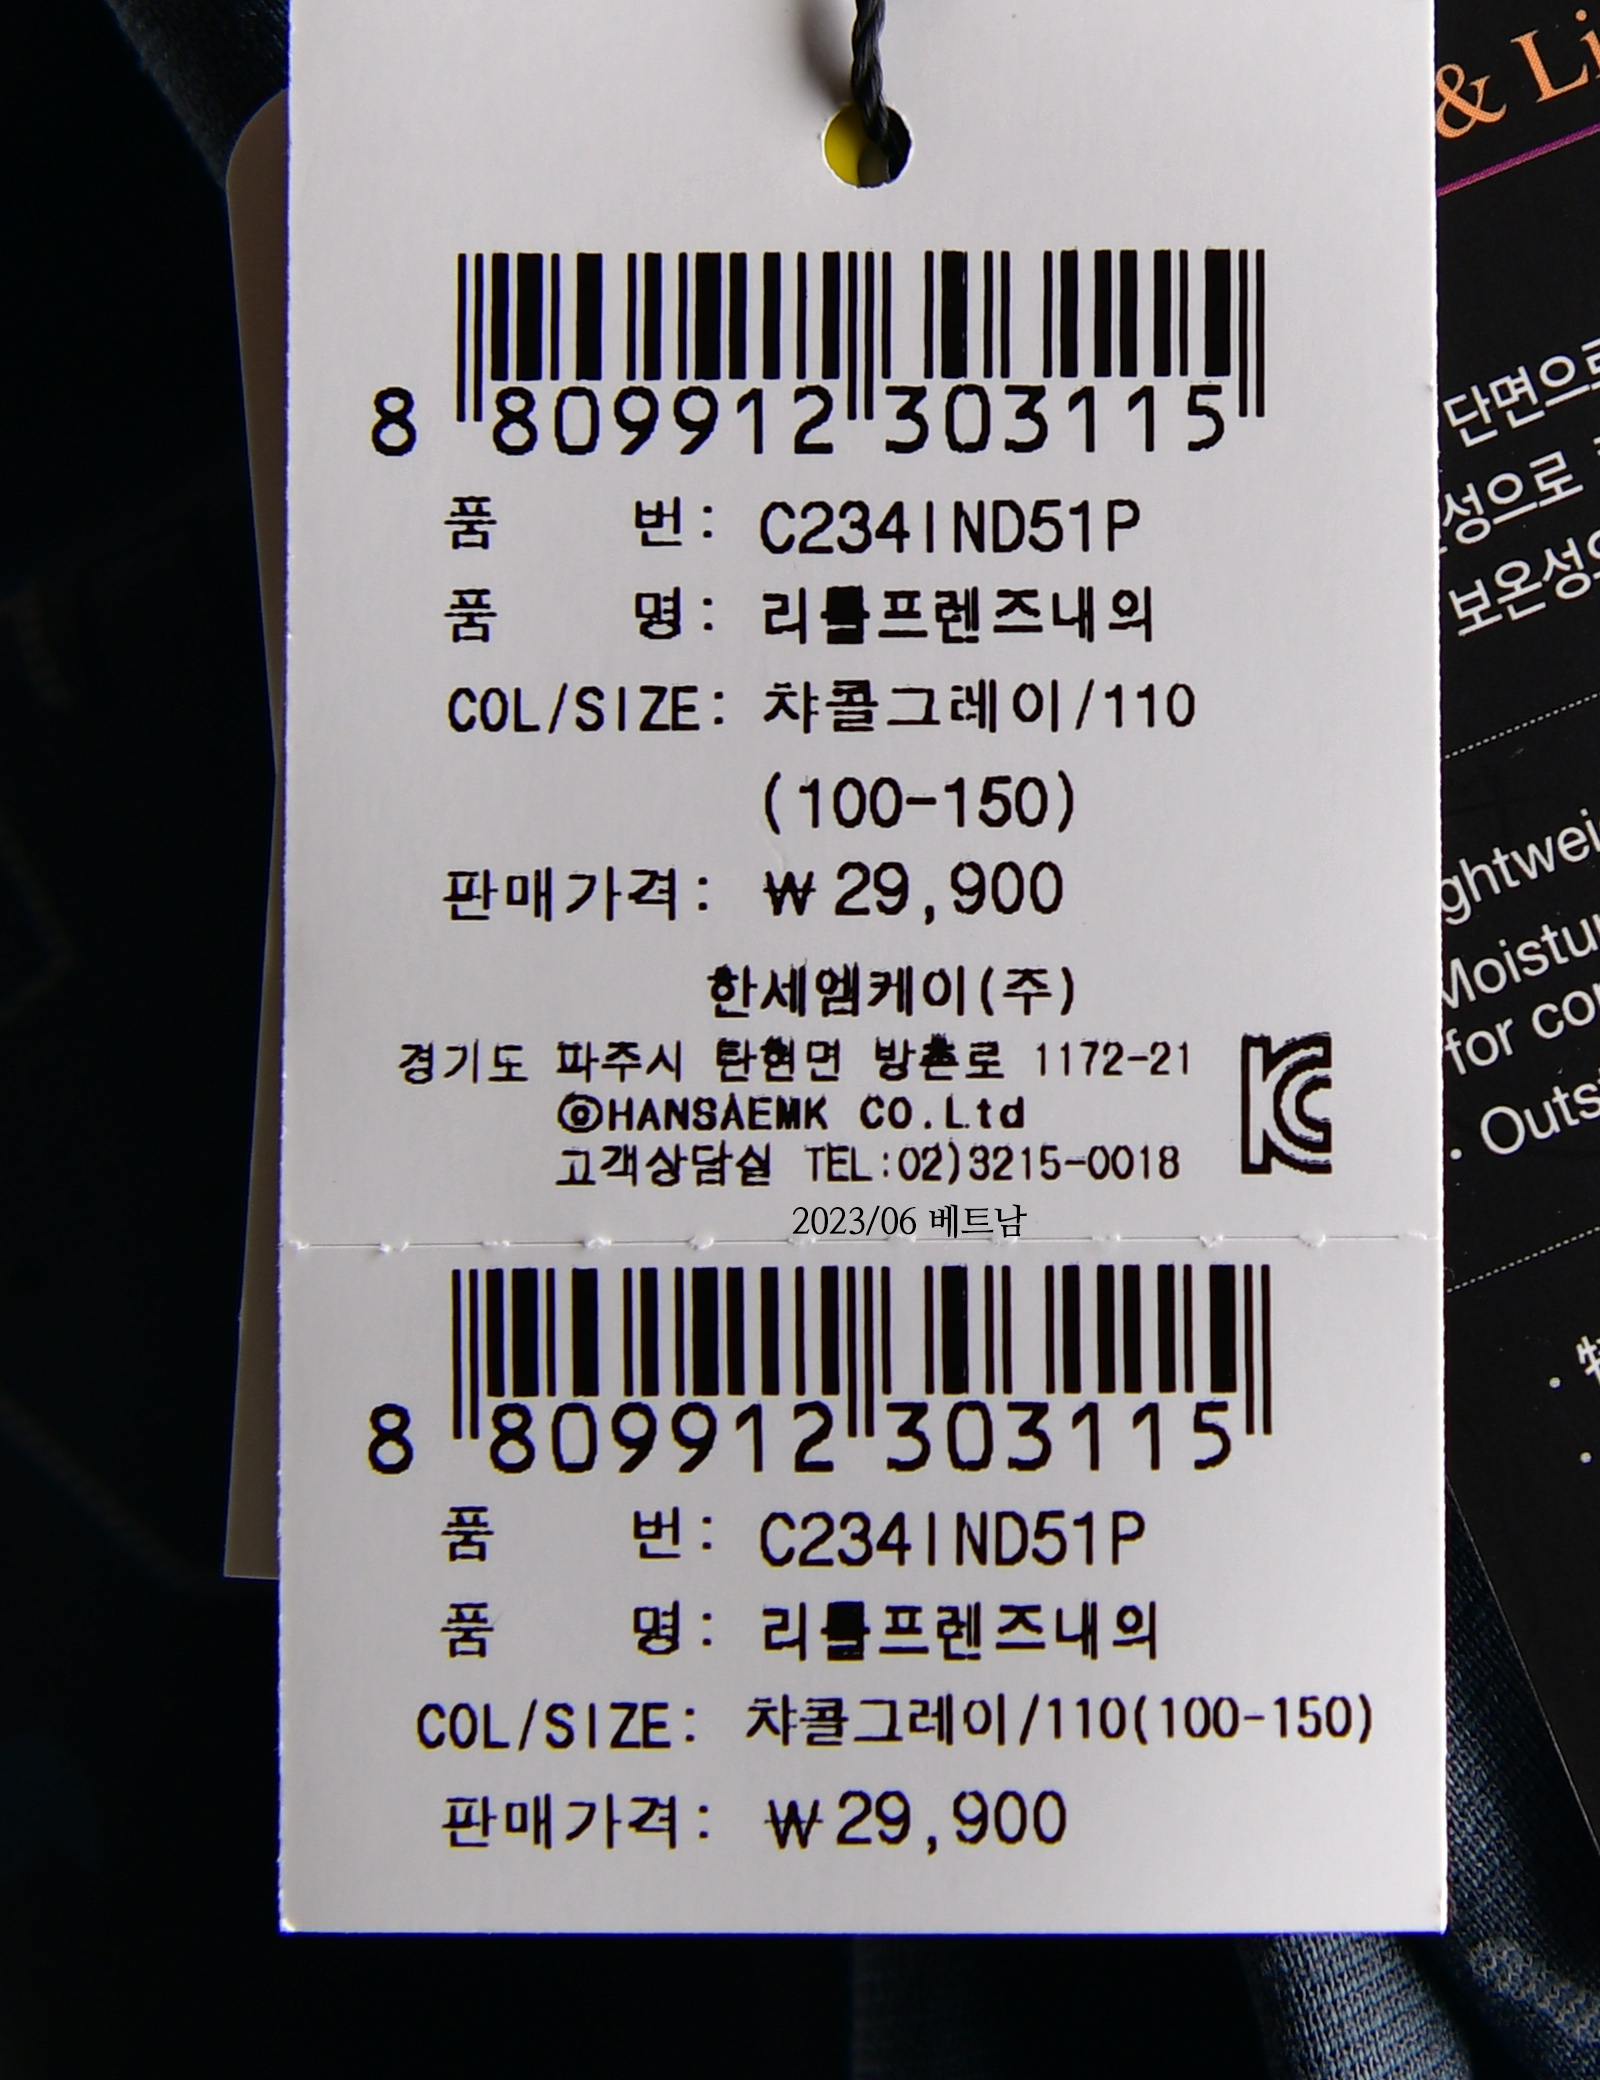 & Li
8 809912 303115
품 번: C234IND51P
품 명: 리틀프렌즈내의
COL/SIZE: 챠콜그레이/110
(100-150)
판매가격: ₩ 29,900
한세엠케이(주)
경기도 파주시 탄현면 방촌로 1172-21
©HANSAEMK CO.Ltd
고객상담실 TEL:02)3215-0018
2023/06 베트남
8 809912 303115
품 번: C234IND51P
품 명: 리틀프렌즈내의
COL/SIZE: 챠콜그레이/110(100-150)
판매가격: ₩ 29,900
단면으로
성으로
보온성
ghtwei
Moistu
for co
. Outs